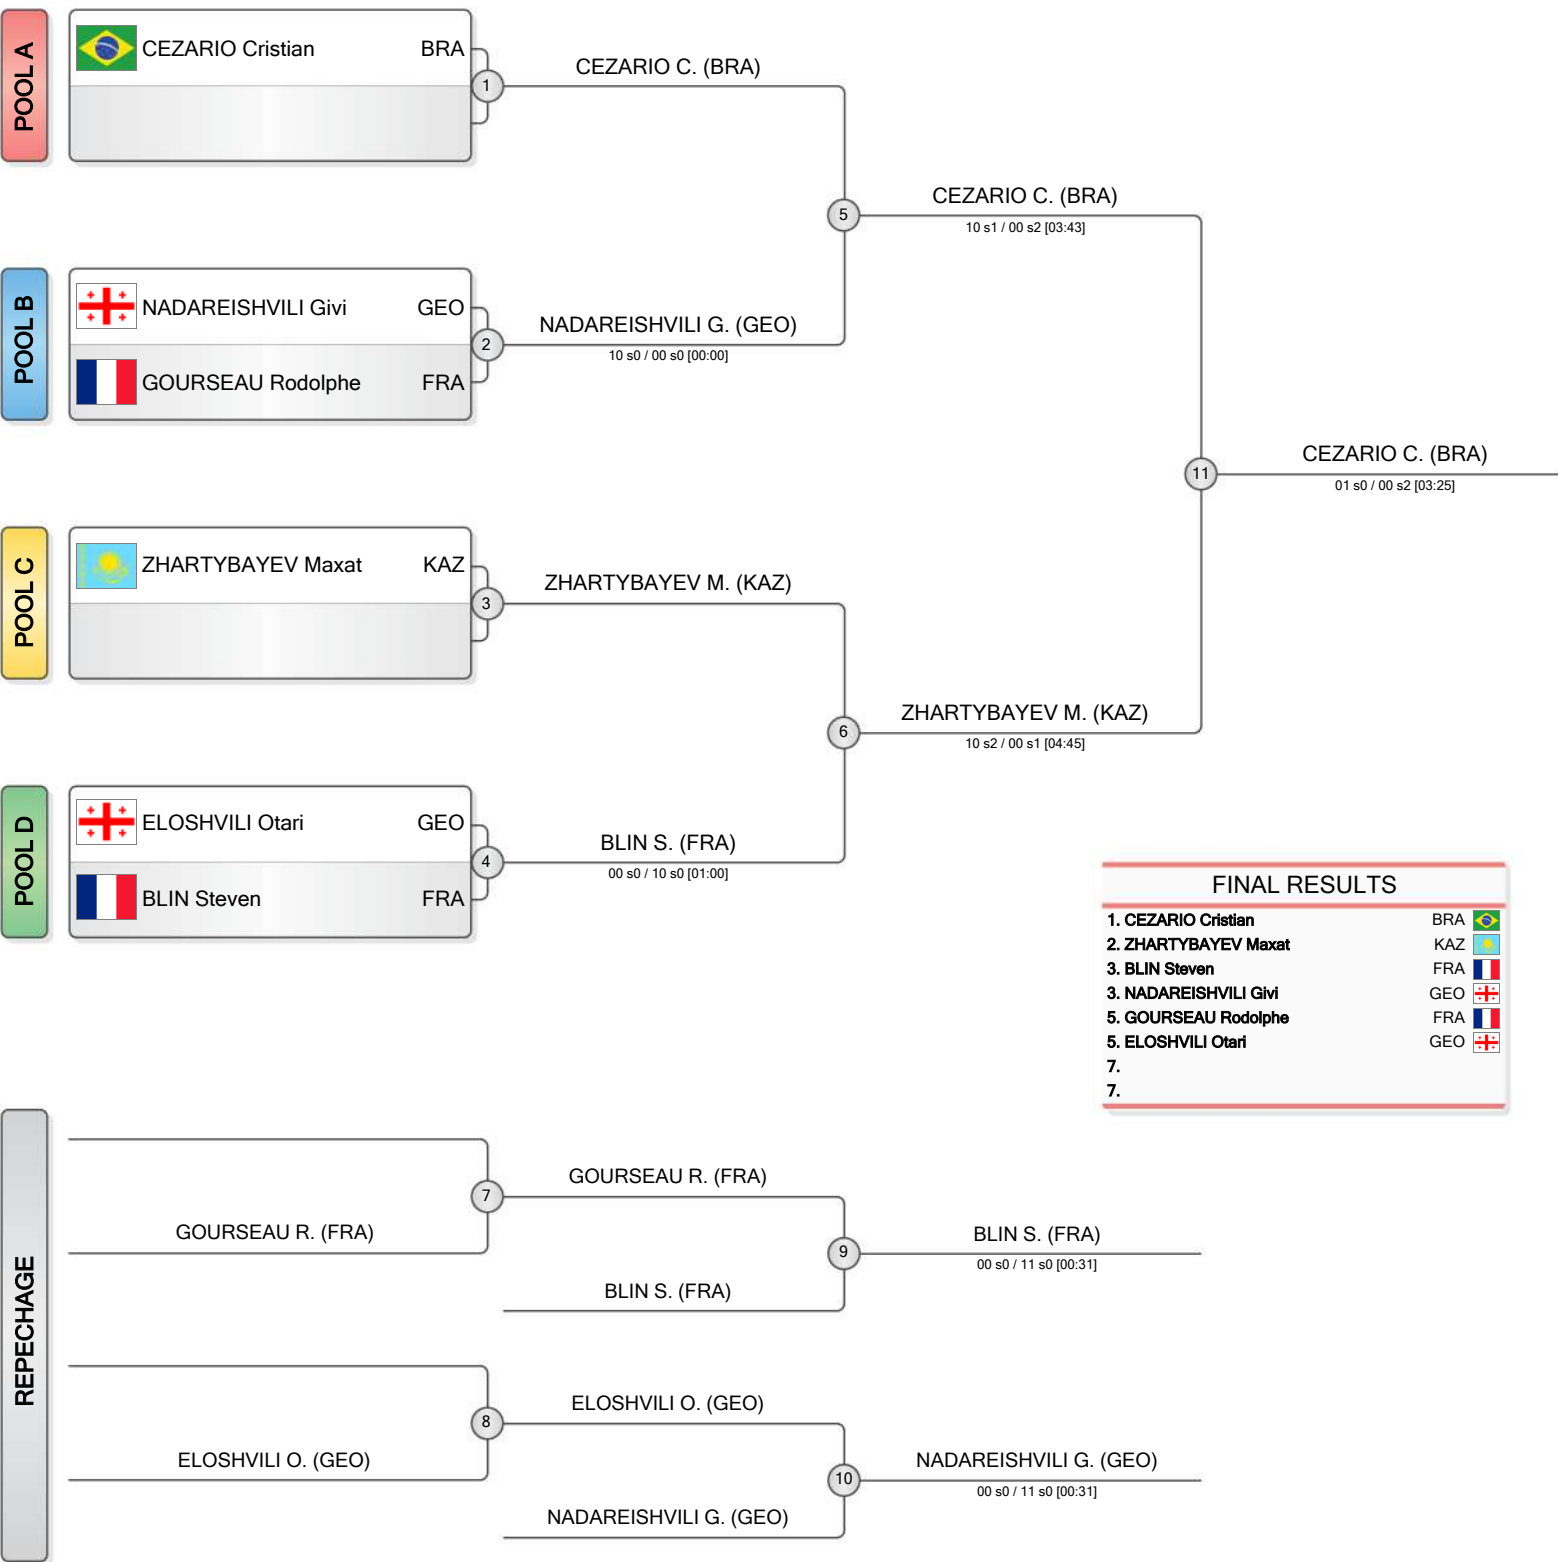 POOL A
CEZARIO Cristian BRA
1
CEZARIO C. (BRA)
5
CEZARIO C. (BRA)
10 s1 / 00 s2 [03:43]
POOL B
NADAREISHVILI Givi GEO
GOURSEAU Rodolphe FRA
2
NADAREISHVILI G. (GEO)
10 s0 / 00 s0 [00:00]
11
CEZARIO C. (BRA)
01 s0 / 00 s2 [03:25]
POOL C
ZHARTYBAYEV Maxat KAZ
3
ZHARTYBAYEV M. (KAZ)
6
ZHARTYBAYEV M. (KAZ)
10 s2 / 00 s1 [04:45]
POOL D
ELOSHVILI Otari GEO
BLIN Steven FRA
4
BLIN S. (FRA)
00 s0 / 10 s0 [01:00]
FINAL RESULTS
1. CEZARIO Cristian BRA
2. ZHARTYBAYEV Maxat KAZ
3. BLIN Steven FRA
3. NADAREISHVILI Givi GEO
5. GOURSEAU Rodolphe FRA
5. ELOSHVILI Otari GEO
7.
7.
REPECHAGE
GOURSEAU R. (FRA)
7
GOURSEAU R. (FRA)
BLIN S. (FRA)
9
BLIN S. (FRA)
00 s0 / 11 s0 [00:31]
ELOSHVILI O. (GEO)
8
ELOSHVILI O. (GEO)
NADAREISHVILI G. (GEO)
10
NADAREISHVILI G. (GEO)
00 s0 / 11 s0 [00:31]